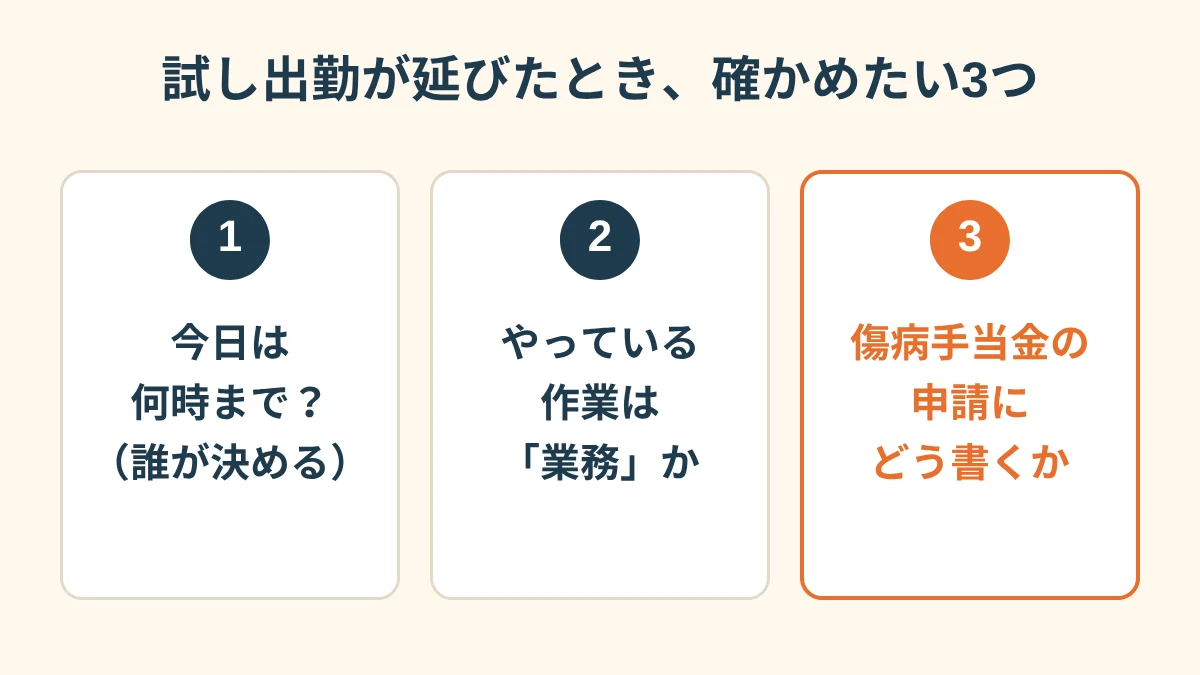 試し出勤が延びたとき、確かめたい3つ
1
今日は
何時まで？
（誰が決める）
2
やっている
作業は
「業務」か
3
傷病手当金の
申請に
どう書くか